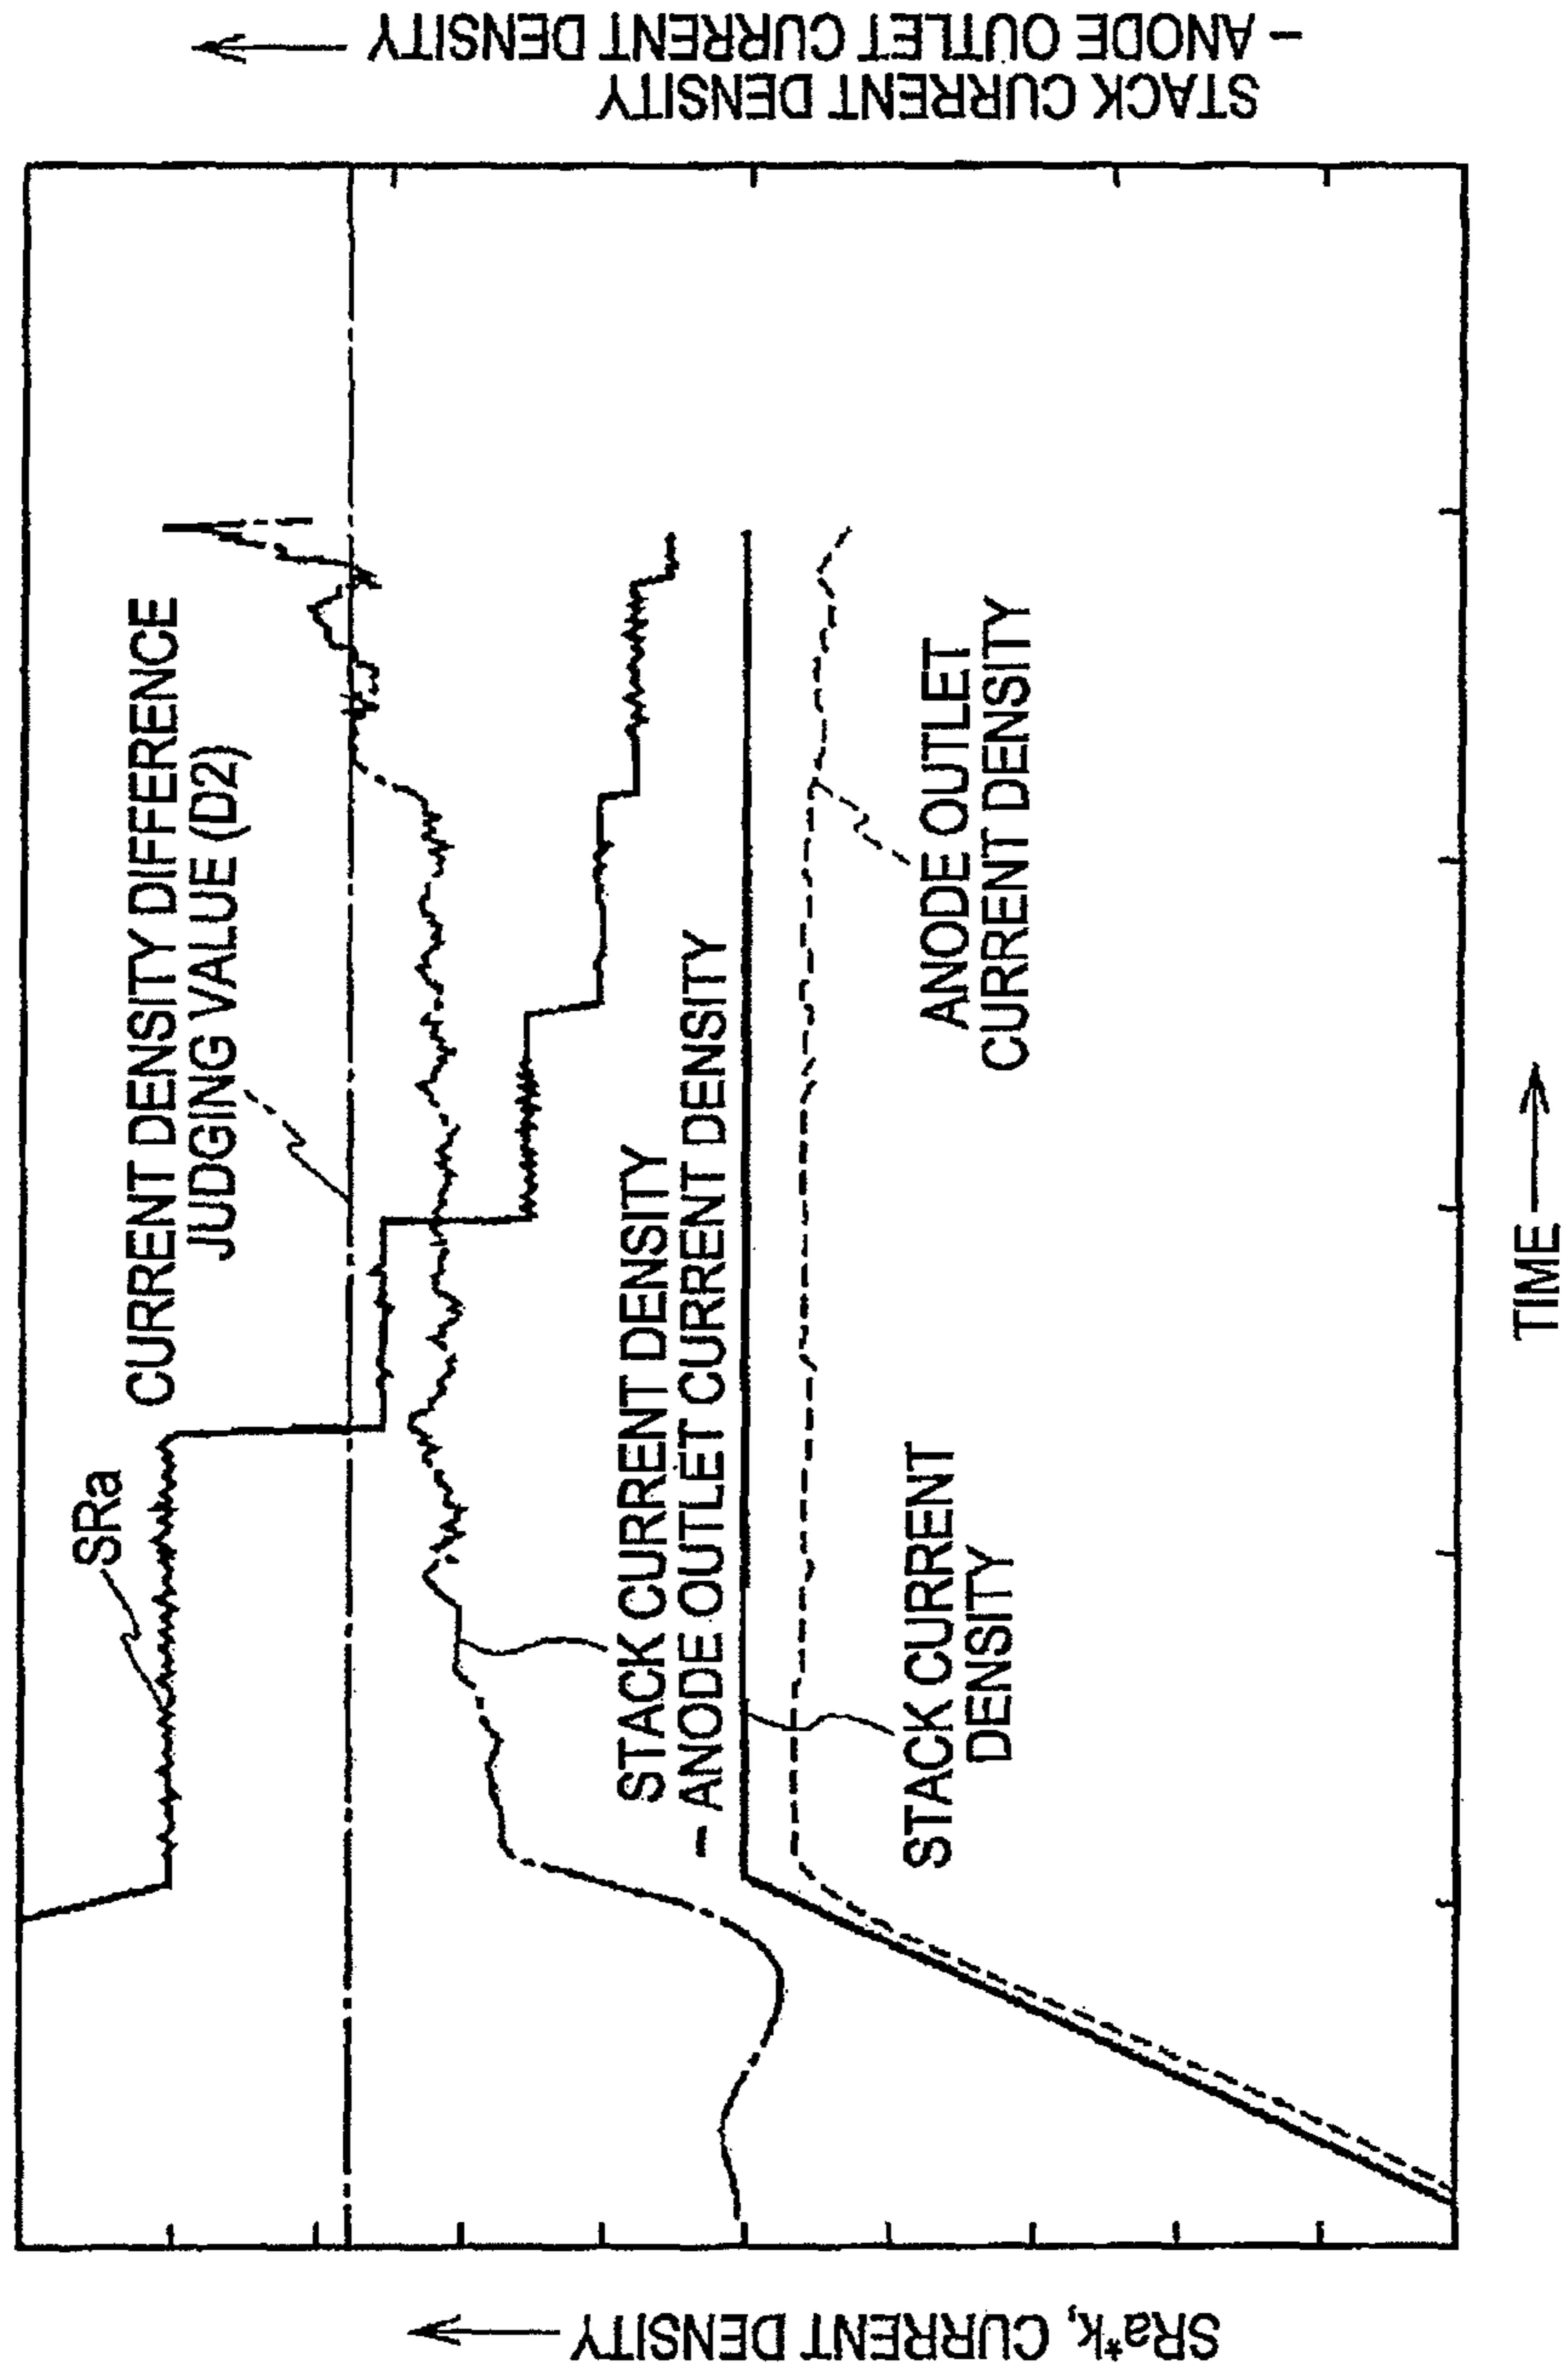 SRa*k, CURRENT DENSITY
SRa
CURRENT DENSITY DIFFERENCE
JUDGING VALUE (D2)
STACK CURRENT DENSITY
– ANODE OUTLET CURRENT DENSITY
STACK CURRENT
DENSITY
ANODE OUTLET
CURRENT DENSITY
TIME
STACK CURRENT DENSITY
– ANODE OUTLET CURRENT DENSITY